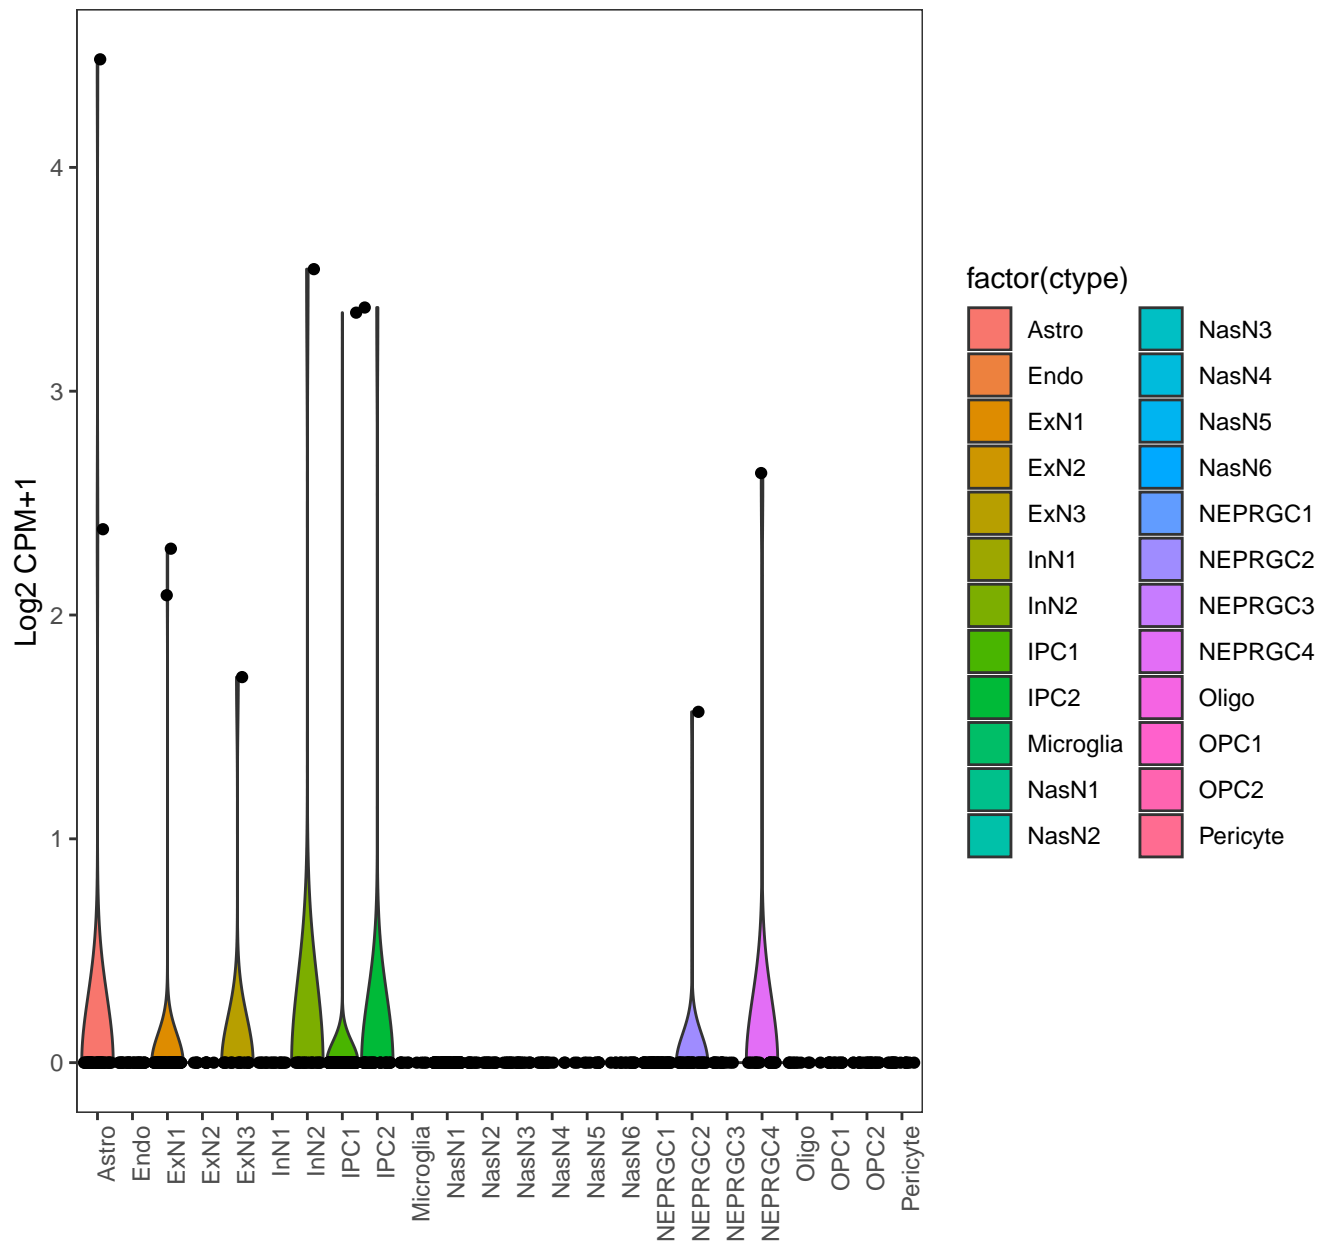 Log2 CPM+1
4
3
2
1
0
Astro
Endo
ExN1
ExN2
ExN3
InN1
InN2
IPC1
IPC2
Microglia
NasN1
NasN2
NasN3
NasN4
NasN5
NasN6
NEPRGC1
NEPRGC2
NEPRGC3
NEPRGC4
Oligo
OPC1
OPC2
Pericyte
factor(ctype)
Astro
Endo
ExN1
ExN2
ExN3
InN1
InN2
IPC1
IPC2
Microglia
NasN1
NasN2
NasN3
NasN4
NasN5
NasN6
NEPRGC1
NEPRGC2
NEPRGC3
NEPRGC4
Oligo
OPC1
OPC2
Pericyte